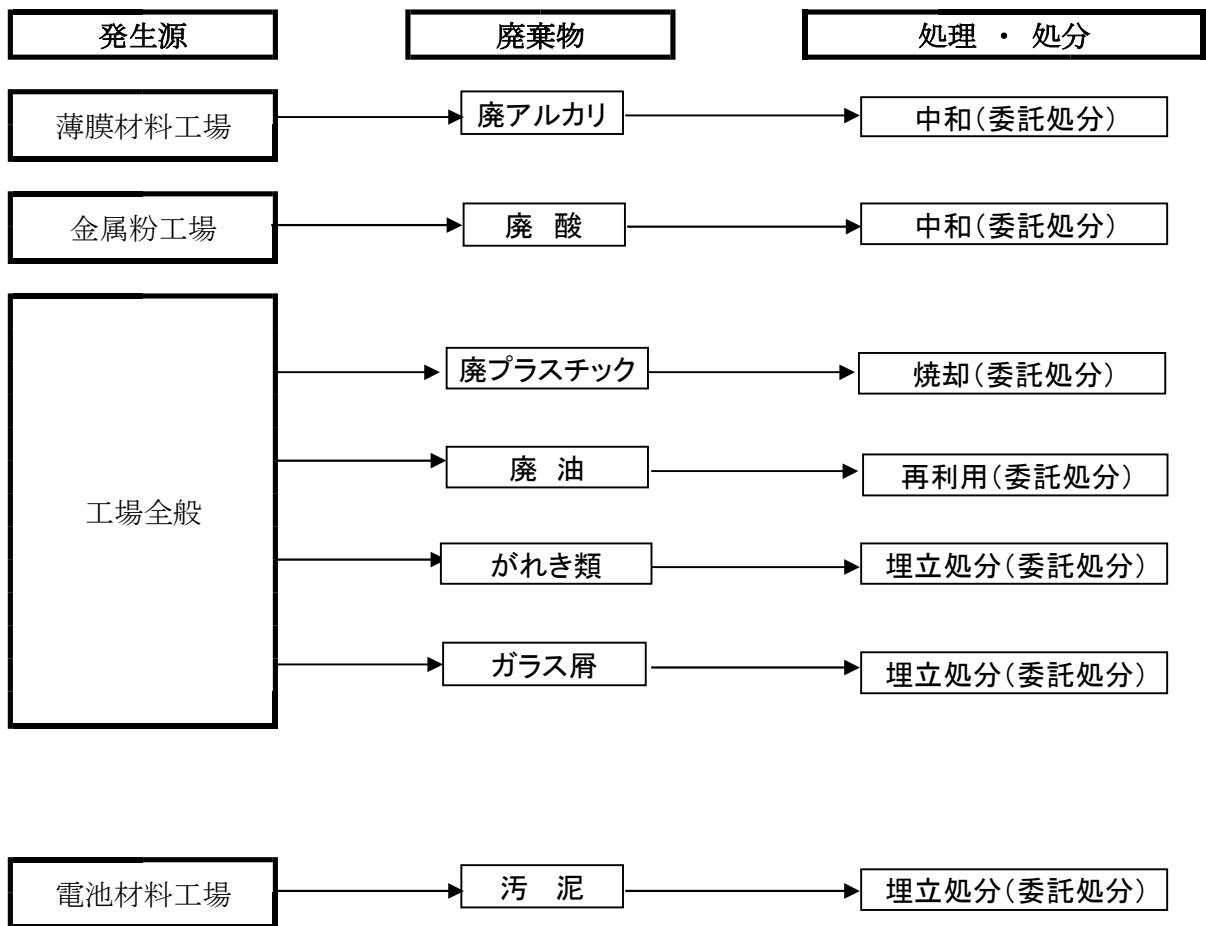 発生源 廃棄物 処理 ・ 処分
薄膜材料工場 廃アルカリ 中和(委託処分)
金属粉工場 廃 酸 中和(委託処分)
廃プラスチック 焼却(委託処分)
廃 油 再利用(委託処分)
工場全般
がれき類 埋立処分(委託処分)
ガラス屑 埋立処分(委託処分)
電池材料工場 汚 泥 埋立処分(委託処分)